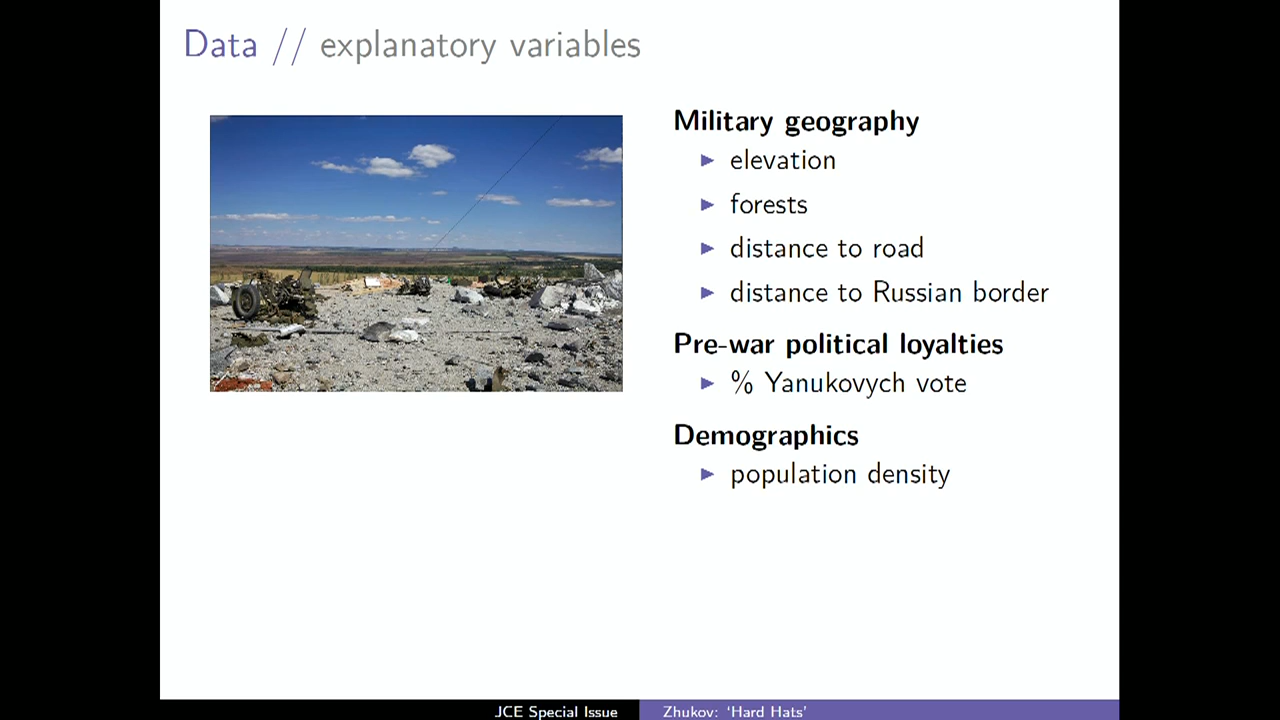 Data // explanatory variables
Military geography
elevation
forests
distance to road
distance to Russian border
Pre-war political loyalties
% Yanukovych vote
Demographics
population density
JCE Special Issue
Zhukov: ‘Hard Hats’